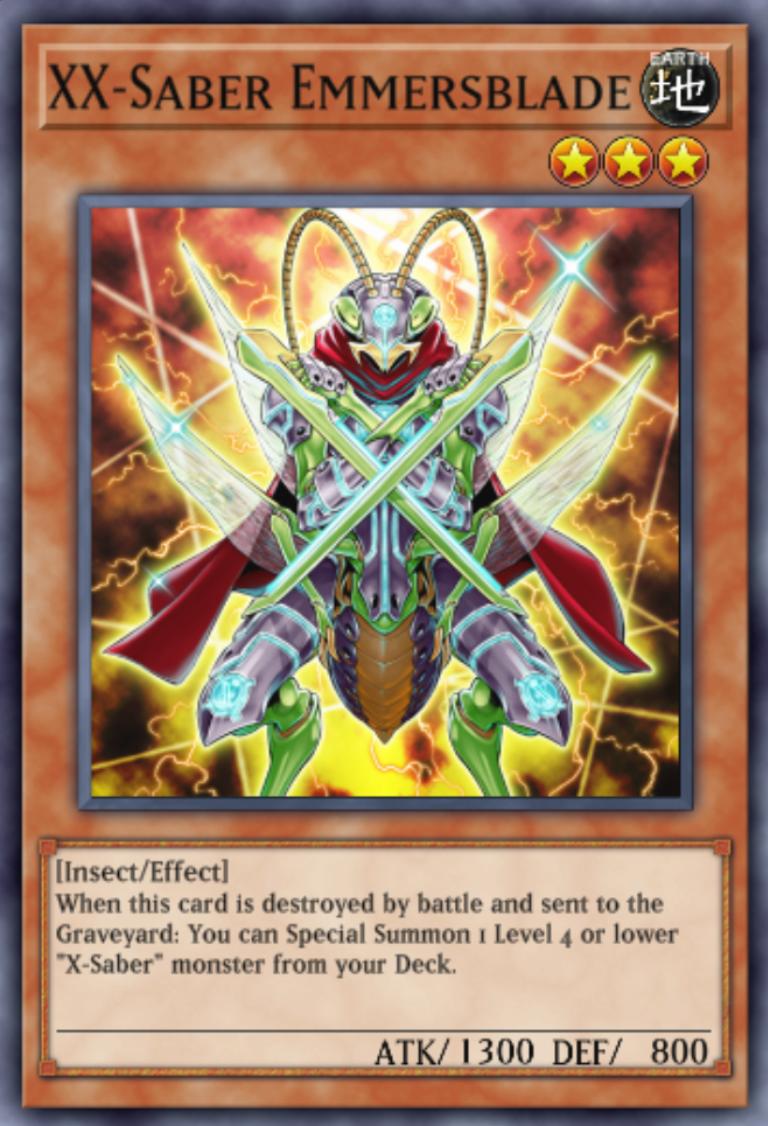 XX-Saber Emmersblade
EARTH
地
[Insect/Effect]
When this card is destroyed by battle and sent to the
Graveyard: You can Special Summon 1 Level 4 or lower
"X-Saber" monster from your Deck.
ATK/ 1300 DEF/ 800